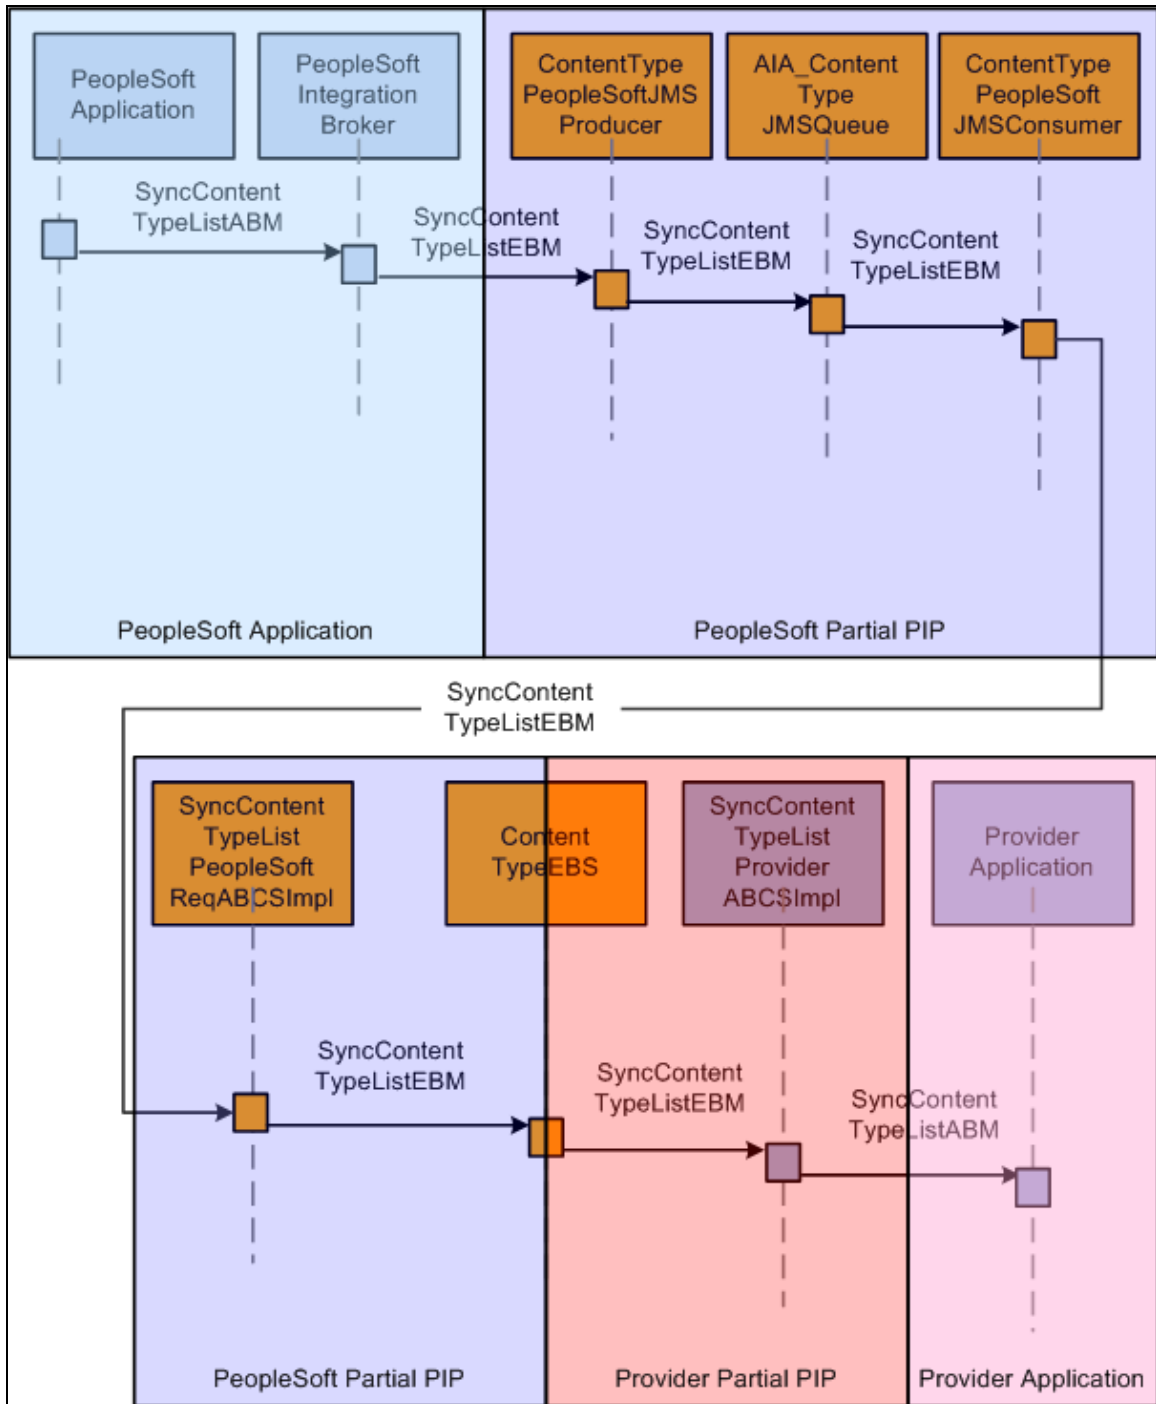 PeopleSoft
Application
PeopleSoft
Integration
Broker
ContentType
PeopleSoftJMS
Producer
AIA_Content
Type
JMSQueue
ContentType
PeopleSoft
JMSConsumer
SyncContent
TypeListABM
SyncContent
TypeListEBM
SyncContent
TypeListEBM
SyncContent
TypeListEBM
PeopleSoft Application
PeopleSoft Partial PIP
SyncContent
TypeListEBM
SyncContent
TypeList
PeopleSoft
ReqABCSImpl
Content
TypeEBS
SyncContent
TypeList
Provider
ABCSImpl
Provider
Application
SyncContent
TypeListEBM
SyncContent
TypeListEBM
SyncContent
TypeListABM
PeopleSoft Partial PIP
Provider Partial PIP
Provider Application